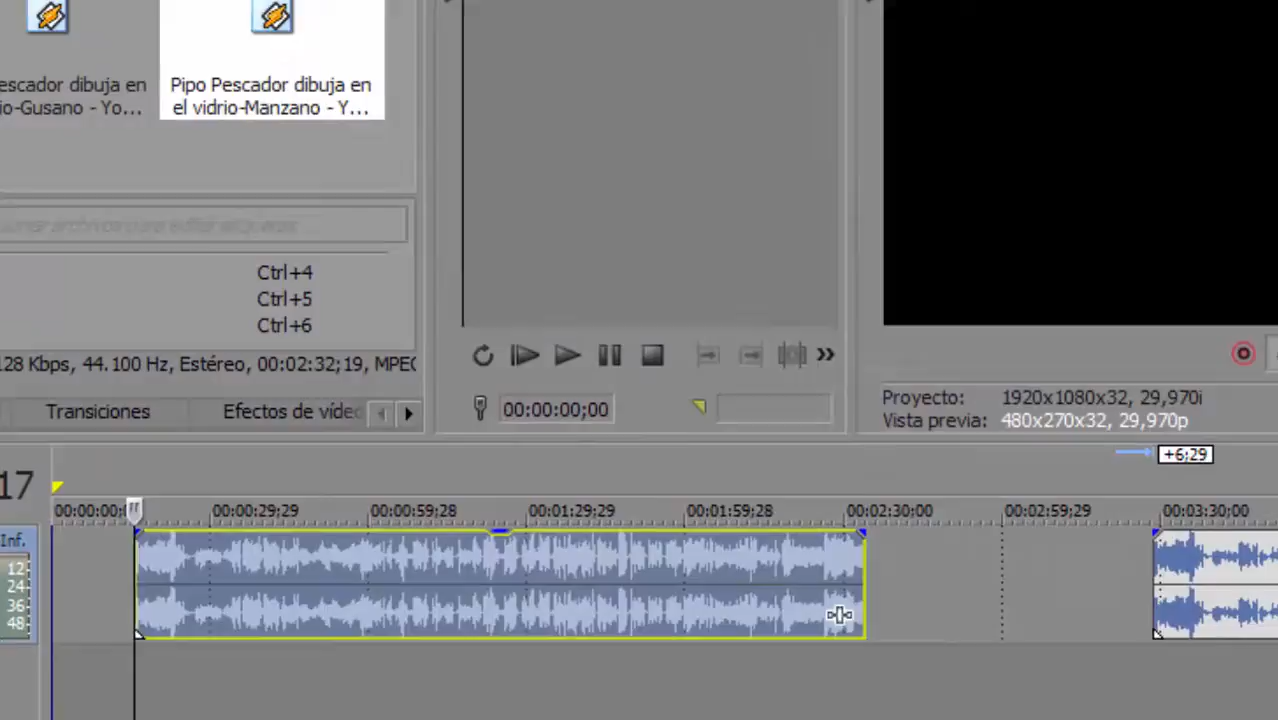 escador dibuja en
io-Gusano - Yo...
Pipo Pescador dibuja en
el vidrio-Manzano - Y...
Ctrl+4
Ctrl+5
Ctrl+6
128 Kbps, 44.100 Hz, Estéreo, 00:02:32;19, MPEC
Transiciones
Efectos de víde
00:00:00;00
Proyecto: 1920x1080x32, 29,970i
Vista previa: 480x270x32, 29,970p
+6;29
17
00:00:00; 00:00:29;29 00:00:59;28 00:01:29;29 00:01:59;28 00:02:30;00 00:02:59;29 00:03:30;00
Inf.
12
24
36
48